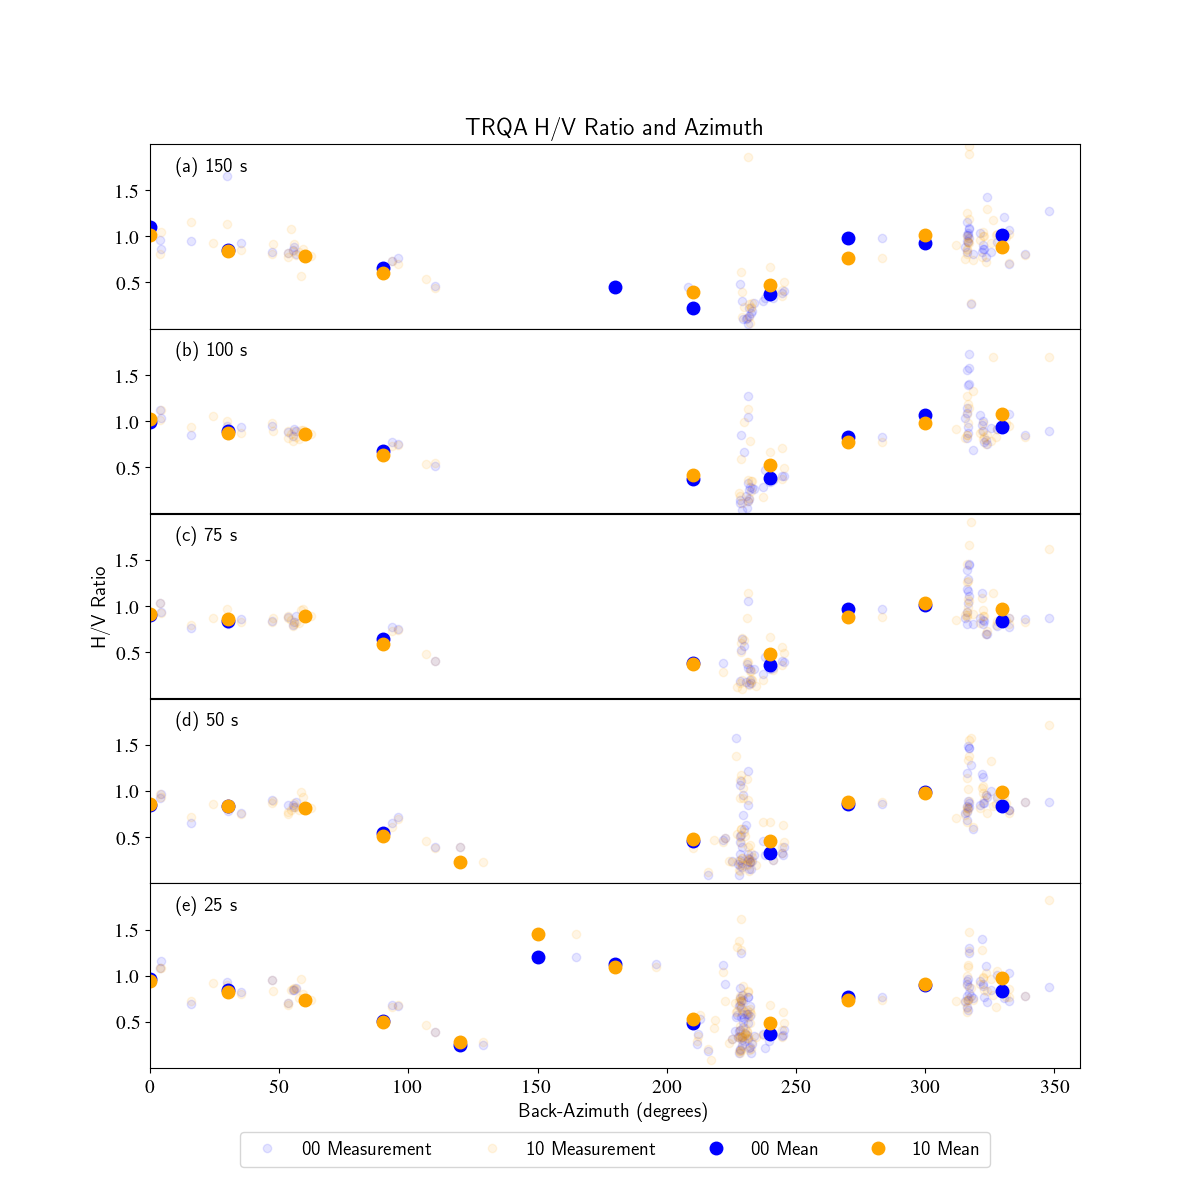 TRQA H/V Ratio and Azimuth
(a) 150 s
1.5
1.0
0.5
(b) 100 s
1.5
1.0
0.5
(c) 75 s
1.5
1.0
0.5
H/V Ratio
(d) 50 s
1.5
1.0
0.5
(e) 25 s
1.5
1.0
0.5
0 50 100 150 200 250 300 350
Back-Azimuth (degrees)
00 Measurement 10 Measurement 00 Mean 10 Mean